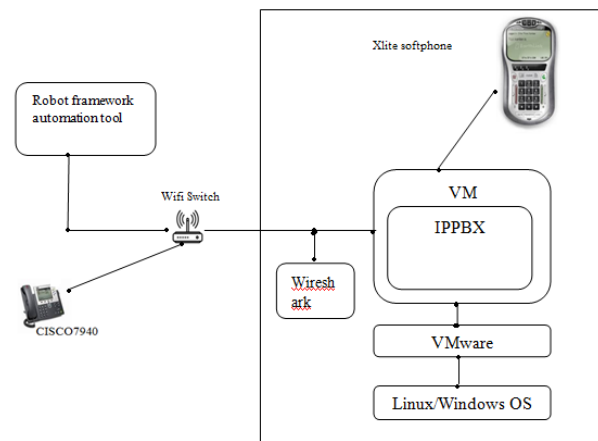 Xlite softphone
Robot framework
automation tool
Wifi Switch
VM
IPPBX
Wiresh
ark
CISCO7940
VMware
Linux/Windows OS